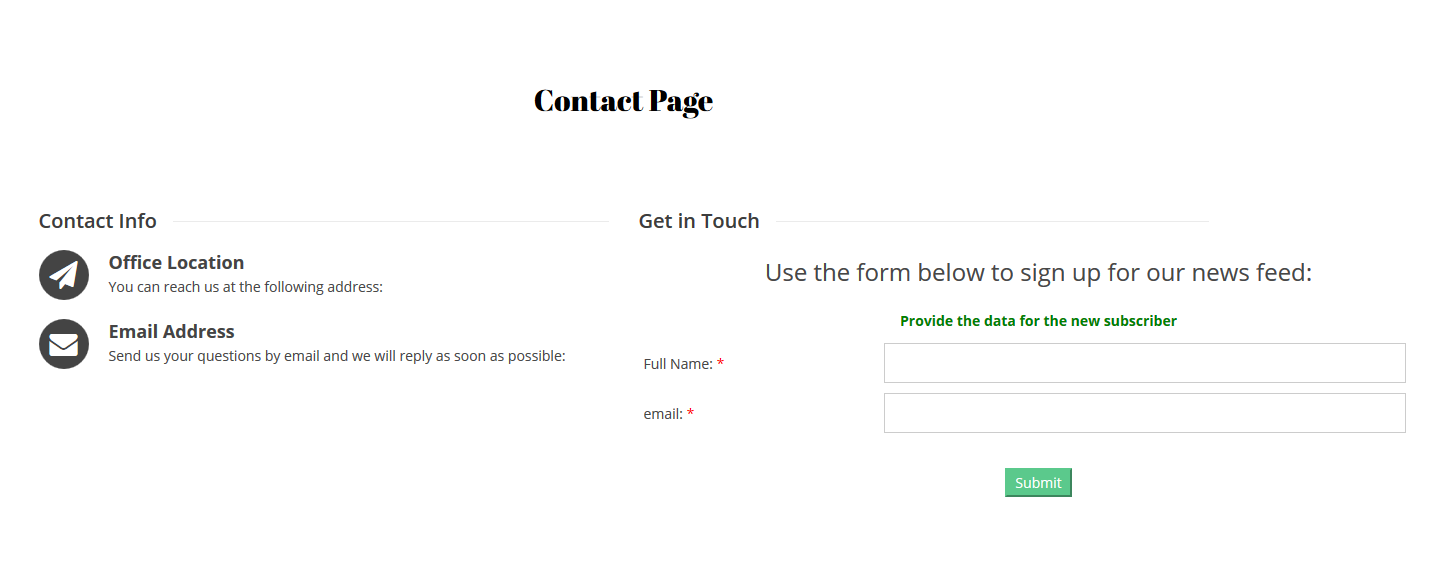 Contact Page
Contact Info
Office Location
You can reach us at the following address:
Email Address
Send us your questions by email and we will reply as soon as possible:
Get in Touch
Use the form below to sign up for our news feed:
Provide the data for the new subscriber
Full Name: *
email: *
Submit